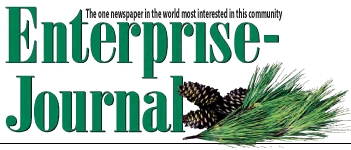 The one newspaper in the world most interested in this community
Enterprise-
Journal